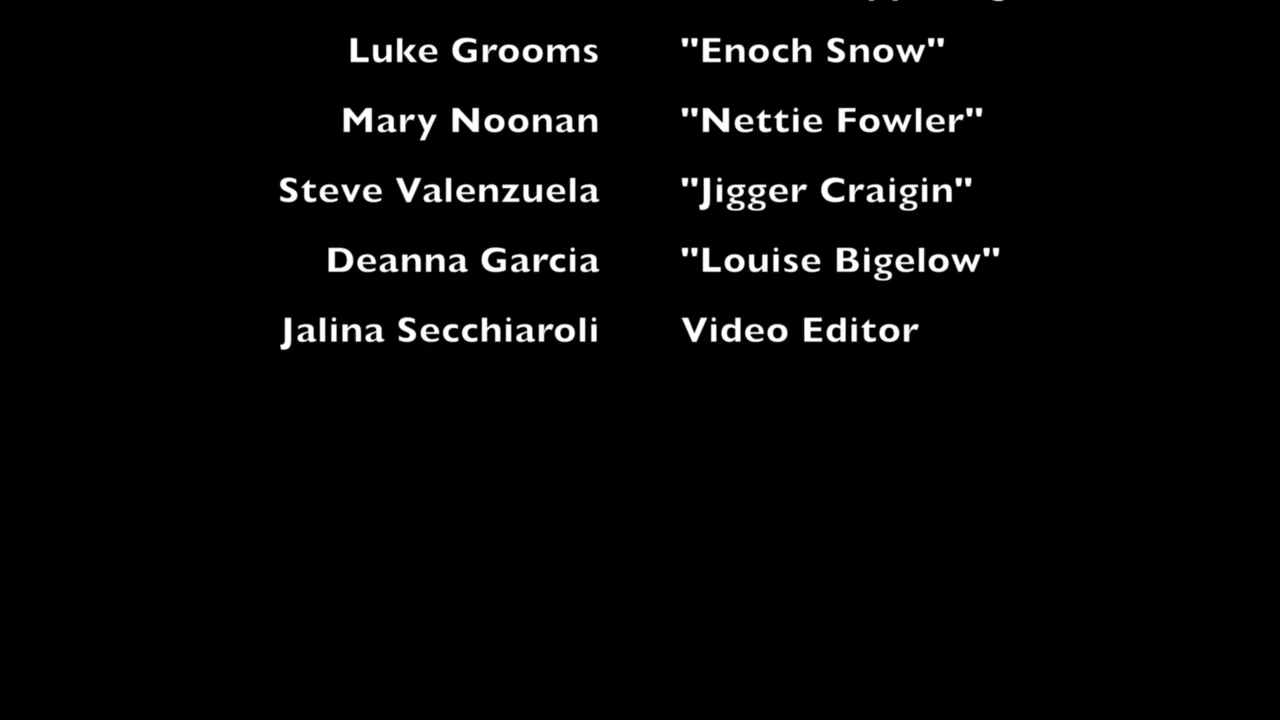 Luke Grooms "Enoch Snow"
Mary Noonan "Nettie Fowler"
Steve Valenzuela "Jigger Craigin"
Deanna Garcia "Louise Bigelow"
Jalina Secchiaroli Video Editor